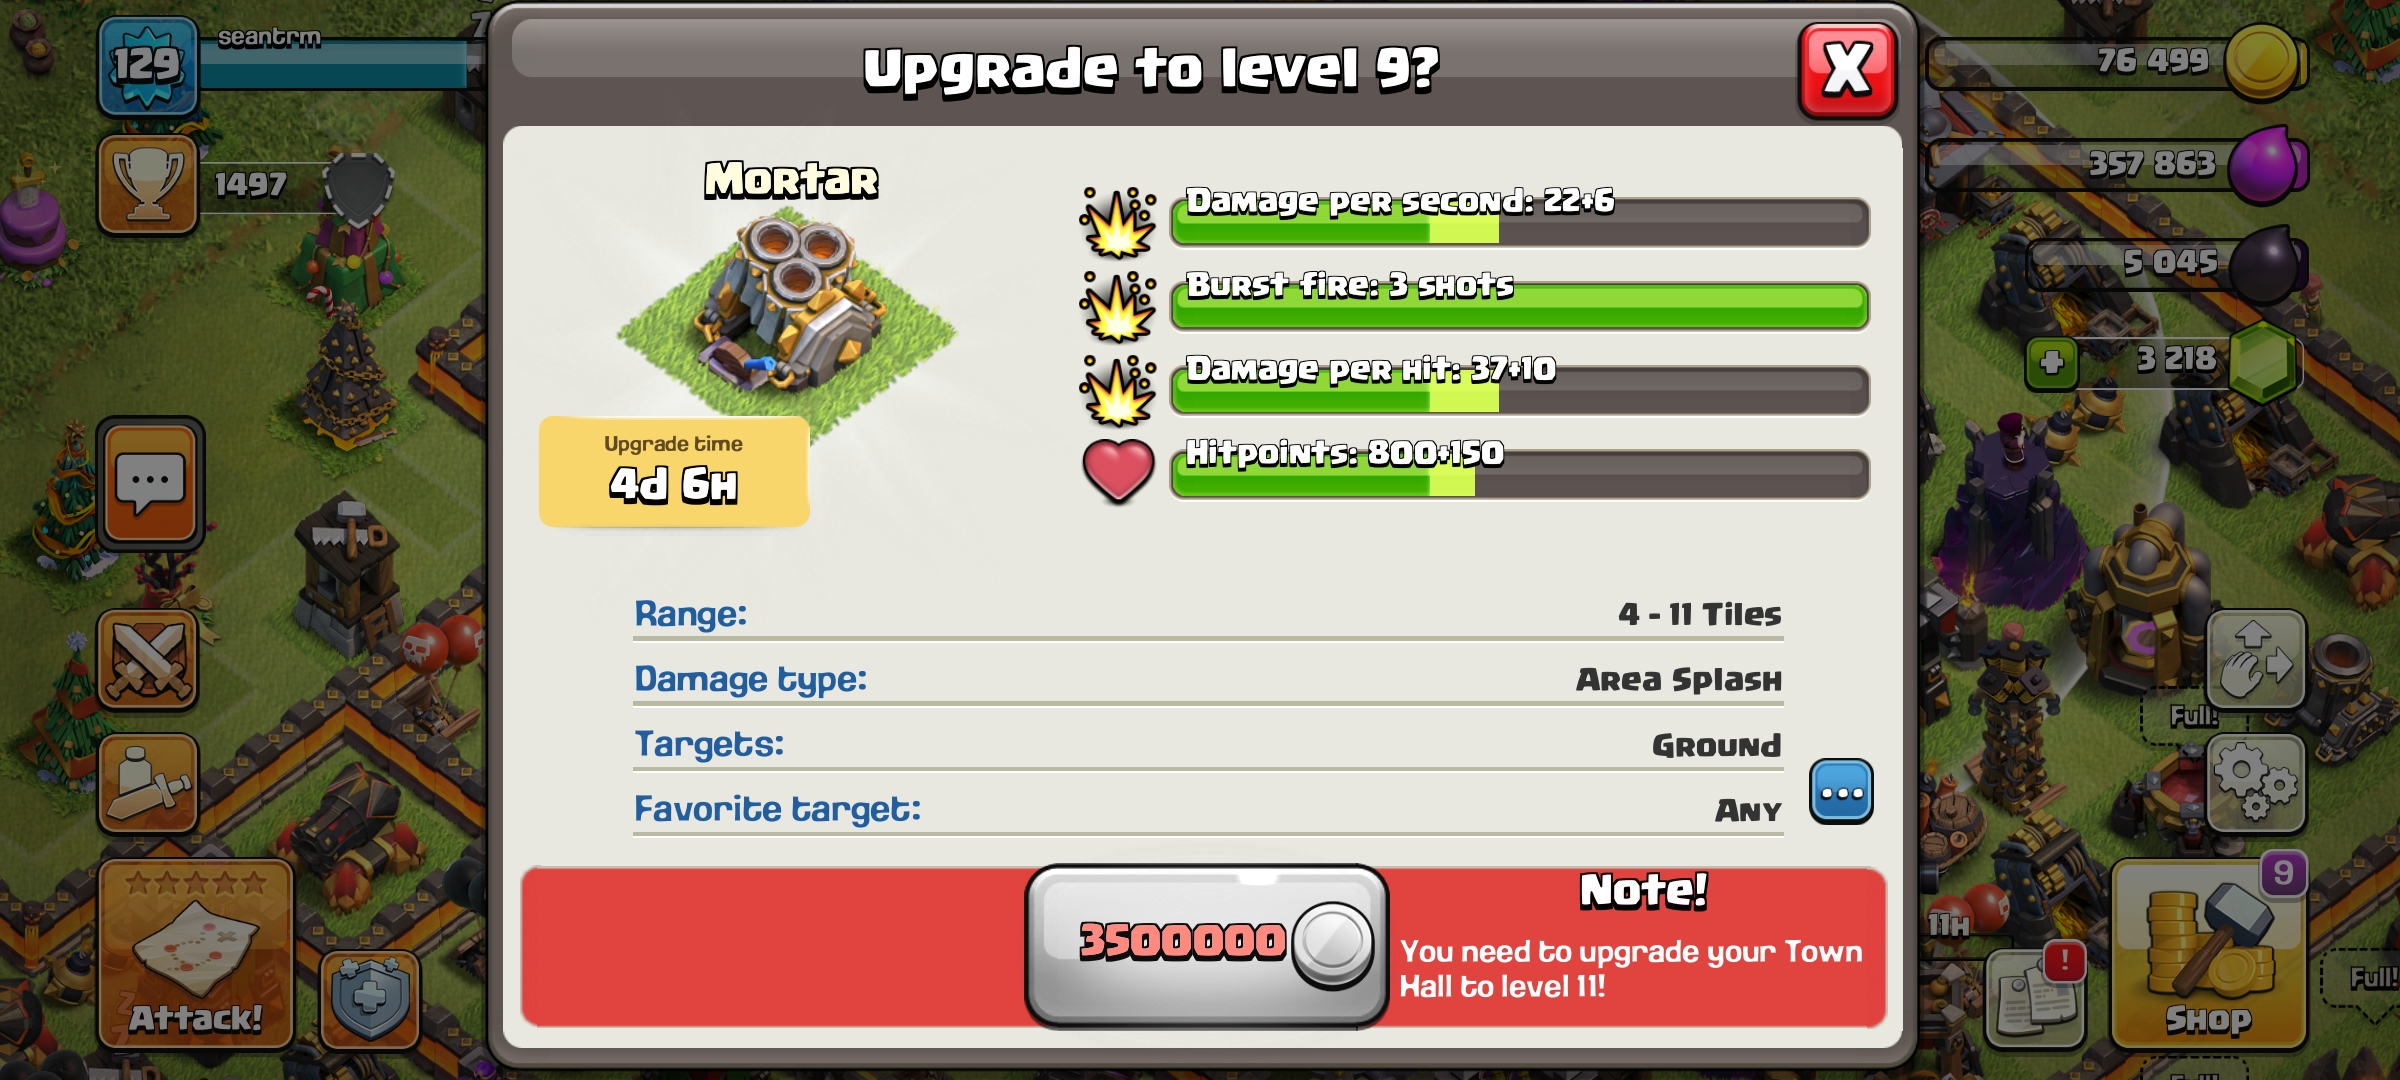 129
seantrm
1497
Upgrade to level 9?
X
Mortar
Upgrade time
4d 6h
Damage per second: 22+6
Burst fire: 3 shots
Damage per hit: 37+10
Hitpoints: 800+150
Range: 4 - 11 Tiles
Damage type: Area Splash
Targets: Ground
Favorite target: Any
3500000
Note!
You need to upgrade your Town
Hall to level 11!
76 499
357 863
5 045
3 218
Full!
11H
!
9
Shop
Full!
Attack!